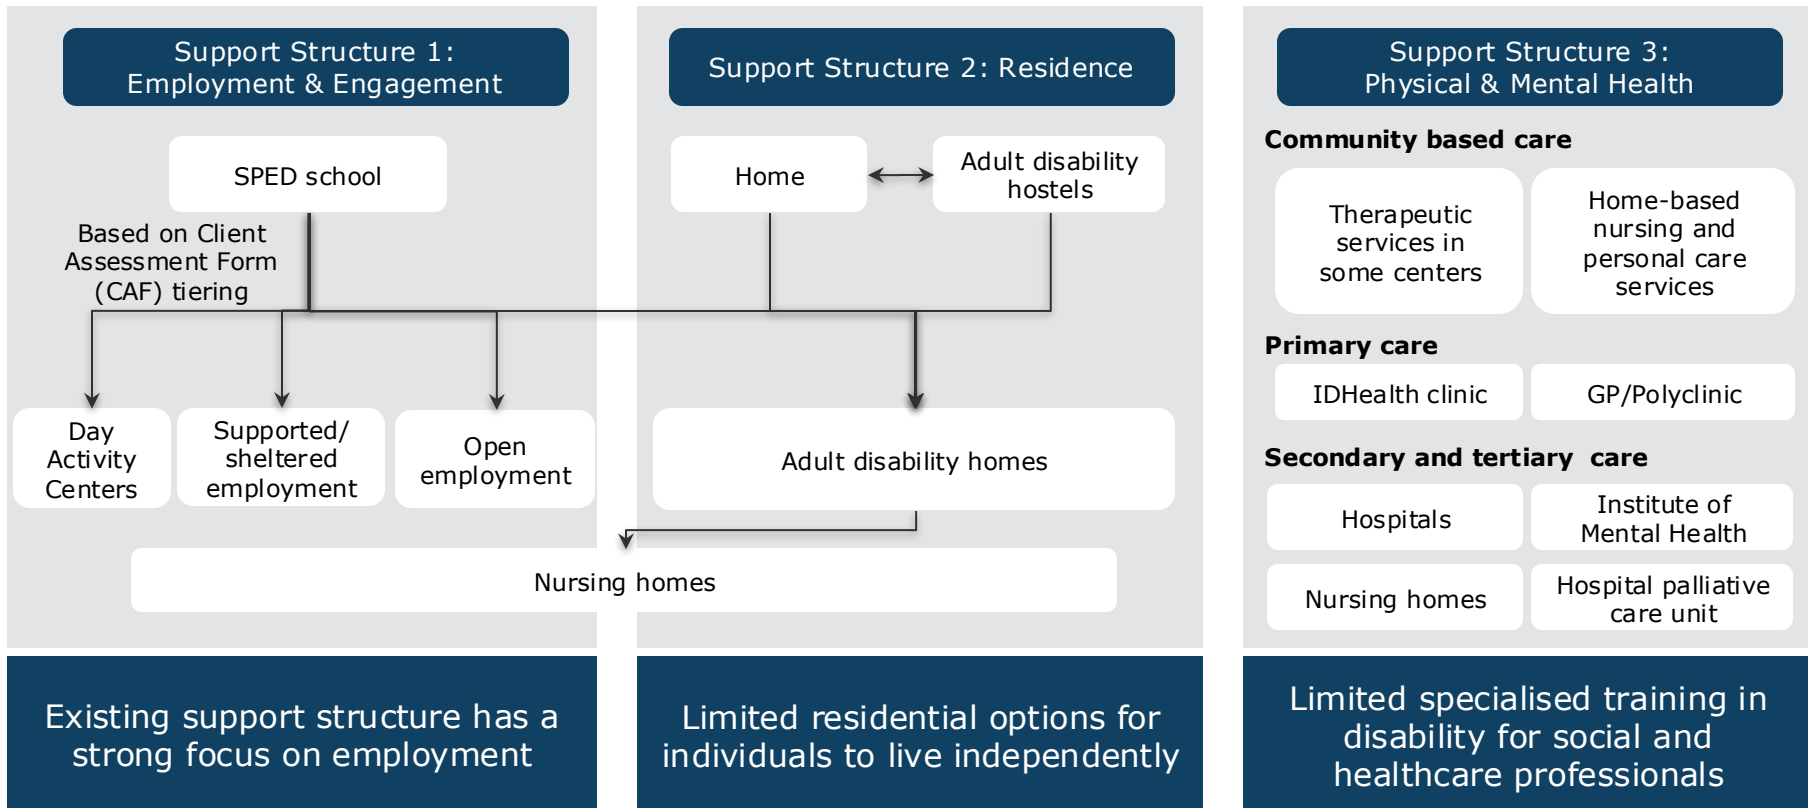 Support Structure 1:
Employment & Engagement
SPED school
Based on Client
Assessment Form
(CAF) tiering
Day
Activity
Centers
Supported/
sheltered
employment
Open
employment
Support Structure 2: Residence
Home
Adult disability
hostels
Adult disability homes
Nursing homes
Support Structure 3:
Physical & Mental Health
Community based care
Therapeutic
services in
some centers
Home-based
nursing and
personal care
services
Primary care
IDHealth clinic
GP/Polyclinic
Secondary and tertiary  care
Hospitals
Institute of
Mental Health
Nursing homes
Hospital palliative
care unit
Existing support structure has a
strong focus on employment
Limited residential options for
individuals to live independently
Limited specialised training in
disability for social and
healthcare professionals